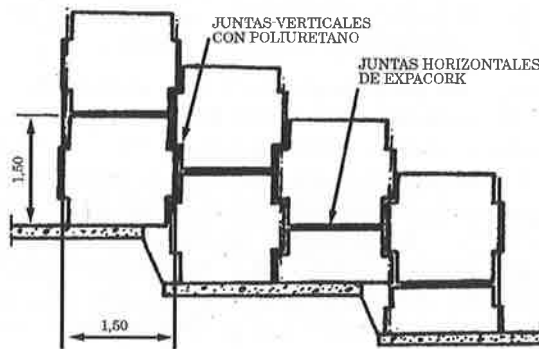 JUNTAS-VERTICALES
CON POLIURETANO
JUNTAS HORIZONTALES
DE EXPACORK
1,50
1,50